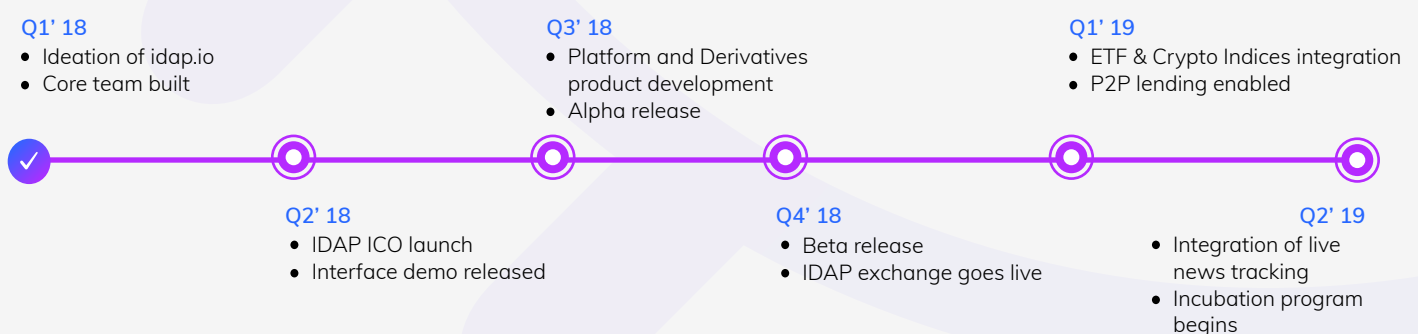 Q1’ 18
• Ideation of idap.io
• Core team built
Q2’ 18
• IDAP ICO launch
• Interface demo released
Q3’ 18
• Platform and Derivatives
product development
• Alpha release
Q4’ 18
• Beta release
• IDAP exchange goes live
Q1’ 19
• ETF & Crypto Indices integration
• P2P lending enabled
Q2’ 19
• Integration of live
news tracking
• Incubation program
begins